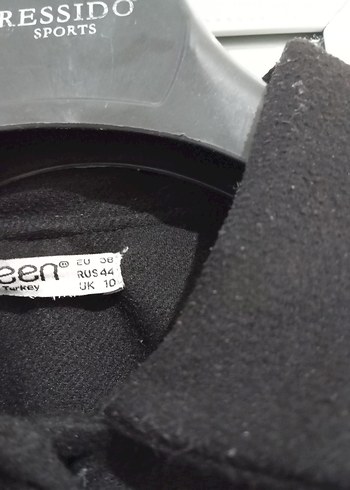 RESSIDO
SPORTS
een® EU 38
RUS 44
Turkey UK 10